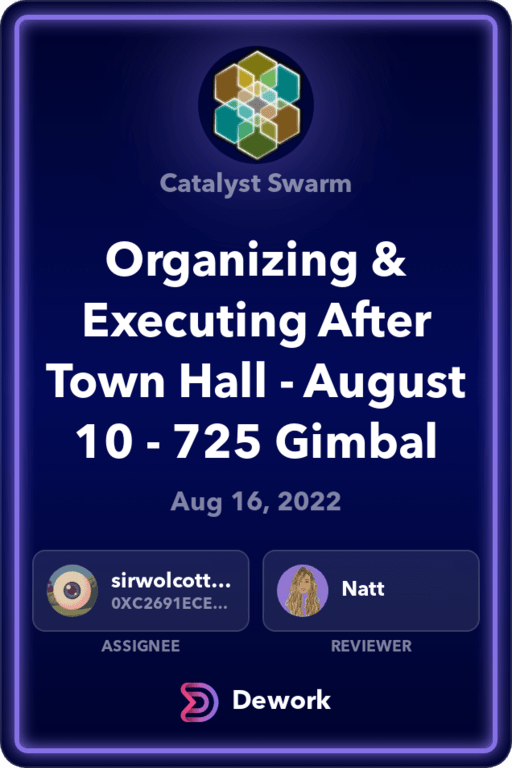 Catalyst Swarm
Organizing &
Executing After
Town Hall - August
10 - 725 Gimbal
Aug 16, 2022
sirwolcott...
0XC2691ECE...
Natt
ASSIGNEE
REVIEWER
Dework